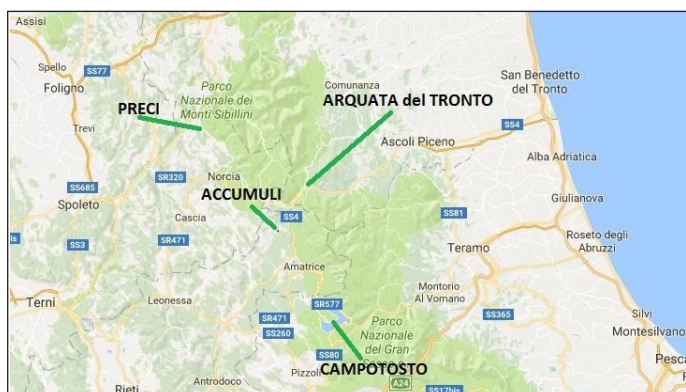 Assisi
Spello
SS77
Foligno
Trevi
Parco
Nazionale dei
Monti Sibillini
PRECI
Comunanza
ARQUATA del TRONTO
San Benedetto
del Tronto
Ascoli Piceno
SS4
Alba Adriatica
Norcia
SR320
ACCUMULI
SS685
Spoleto
Cascia
SS4
SS81
Giulianova
SS3
SR471
Teramo
Roseto degli
Abruzzi
Amatrice
Montorio
Al Vomano
Terni
Leonessa
SR577
SR471
SS260
SS365
Silvi
Montesilvano
Parco
Nazionale
del Gran
SS80
Pesca
CAMPOTOSTO
Pizzoli
Antrodoco
Rieti
A24
SS17bis